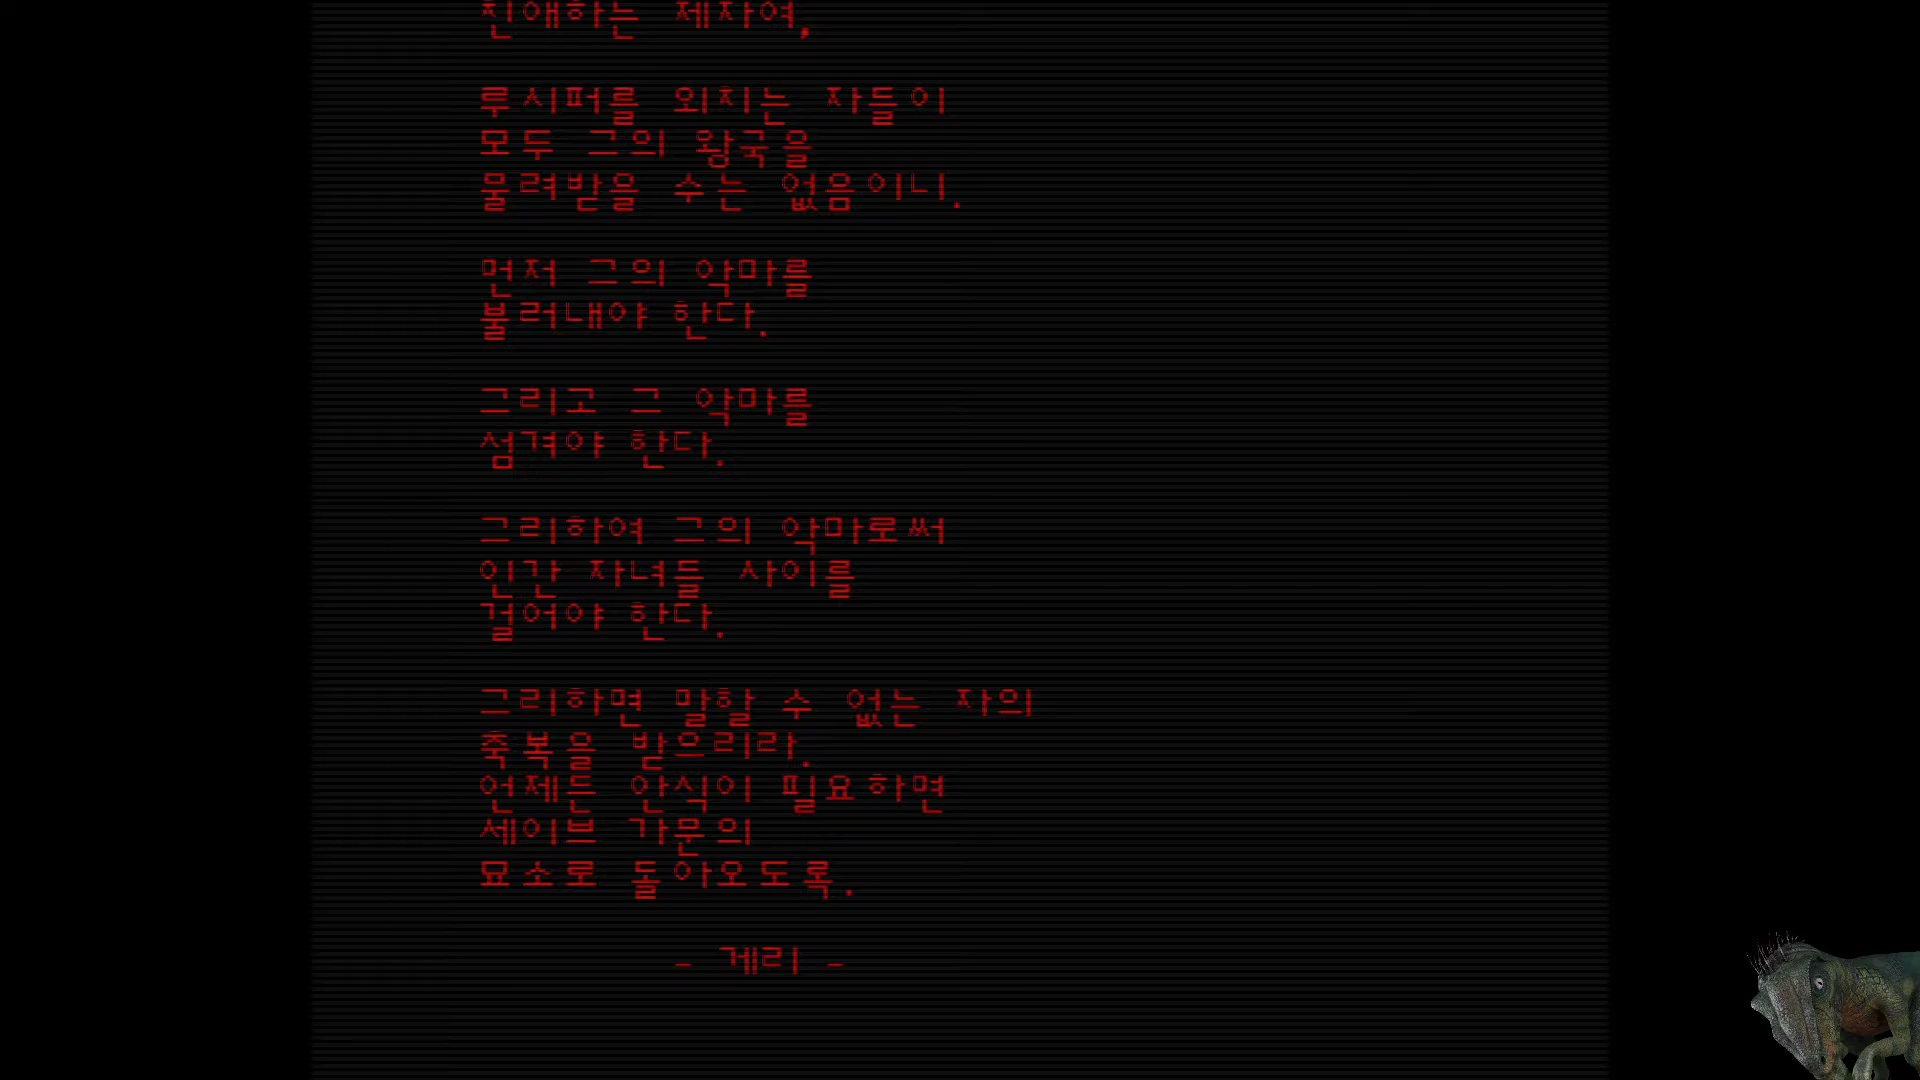 친애하는 제자여,
루시퍼를 외치는 자들이
모두 그의 왕국을
물려받을 수는 없음이니.
먼저 그의 악마를
불러내야 한다.
그리고 그 악마를
섬겨야 한다.
그리하여 그의 악마로써
인간 자녀들 사이를
걸어야 한다.
그리하면 말할 수 없는 자의
축복을 받으리라.
언제든 안식이 필요하면
세이브 가문의
묘소로 돌아오도록.
- 게리 -